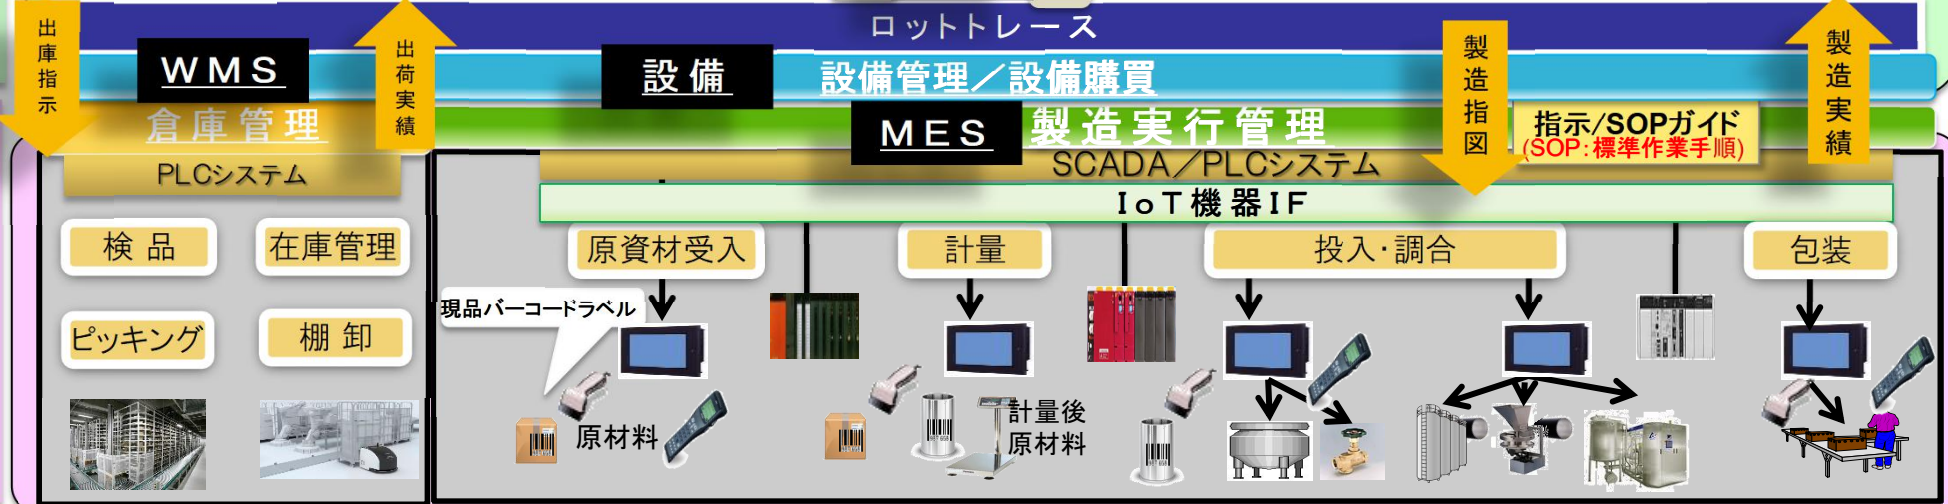 ロットトレース
出庫指示
出荷実績
WMS
設備
設備管理／設備購買
製造指図
製造実績
倉庫管理
MES
製造実行管理
指示/SOPガイド
(SOP:標準作業手順)
PLCシステム
SCADA／PLCシステム
IoT機器IF
検品
在庫管理
原資材受入
計量
投入・調合
包装
現品バーコードラベル
ピッキング
棚卸
原材料
計量後
原材料